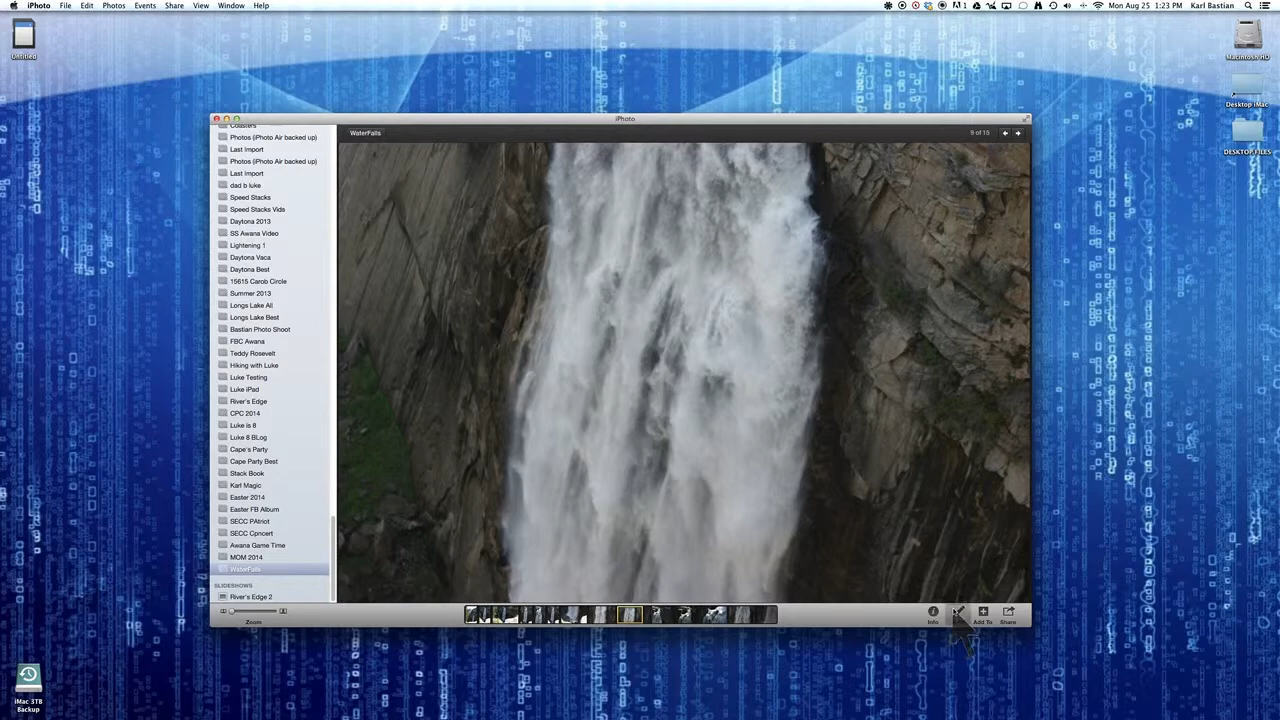 iPhoto File Edit Photos Events Share View Window Help
1 Mon Aug 25 1:23 PM Karl Bastian
Untitled
Macintosh HD
Desktop iMac
DESKTOP FILES
iPhoto
Coasters
WaterFalls
9 of 15
Photos (iPhoto Air backed up)
Last Import
Photos (iPhoto Air backed up)
Last Import
dad b luke
Speed Stacks
Speed Stacks Vids
Daytona 2013
SS Awana Video
Lightening 1
Daytona Vaca
Daytona Best
15615 Carob Circle
Summer 2013
Longs Lake All
Longs Lake Best
Bastian Photo Shoot
FBC Awana
Teddy Rosevelt
Hiking with Luke
Luke Testing
Luke iPad
River's Edge
CPC 2014
Luke is 8
Luke 8 BLog
Cape's Party
Cape Party Best
Stack Book
Karl Magic
Easter 2014
Easter FB Album
SECC PAtriot
SECC Cpncert
Awana Game Time
MOM 2014
WaterFalls
SLIDESHOWS
River's Edge 2
Zoom
Info
Add To
Share
iMac 3TB
Backup